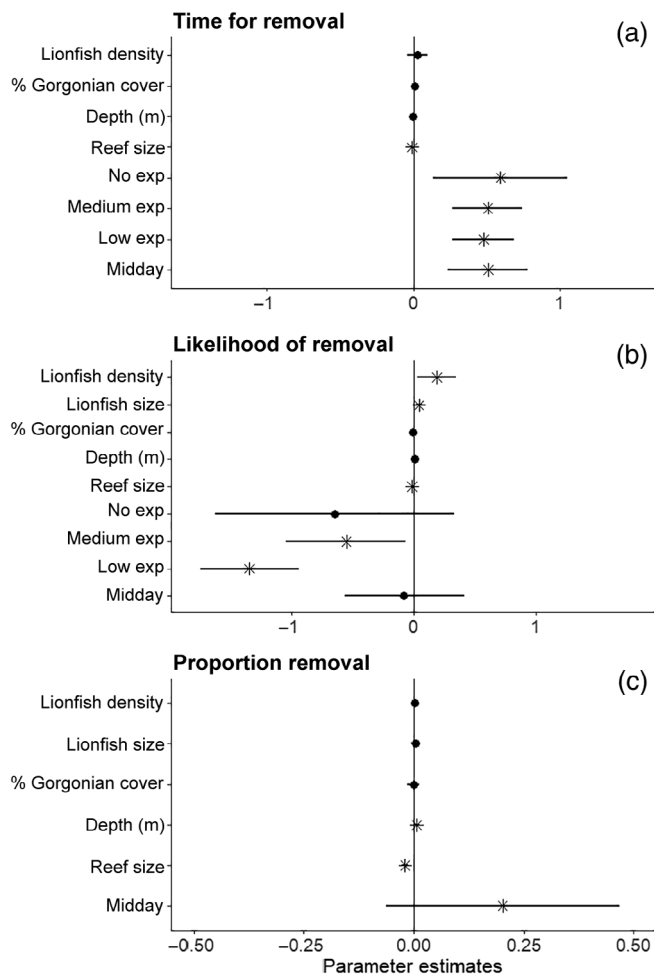 Time for removal
(a)
Lionfish density
% Gorgonian cover
Depth (m)
Reef size
No exp
Medium exp
Low exp
Midday
−1
0
1
Likelihood of removal
(b)
Lionfish density
Lionfish size
% Gorgonian cover
Depth (m)
Reef size
No exp
Medium exp
Low exp
Midday
−1
0
1
Proportion removal
(c)
Lionfish density
Lionfish size
% Gorgonian cover
Depth (m)
Reef size
Midday
−0.50
−0.25
0.00
0.25
0.50
Parameter estimates